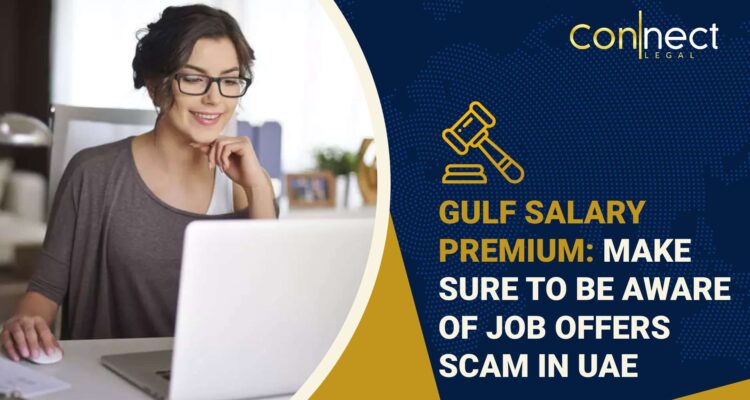 Connect
LEGAL
GULF SALARY
PREMIUM: MAKE
SURE TO BE AWARE
OF JOB OFFERS
SCAM IN UAE